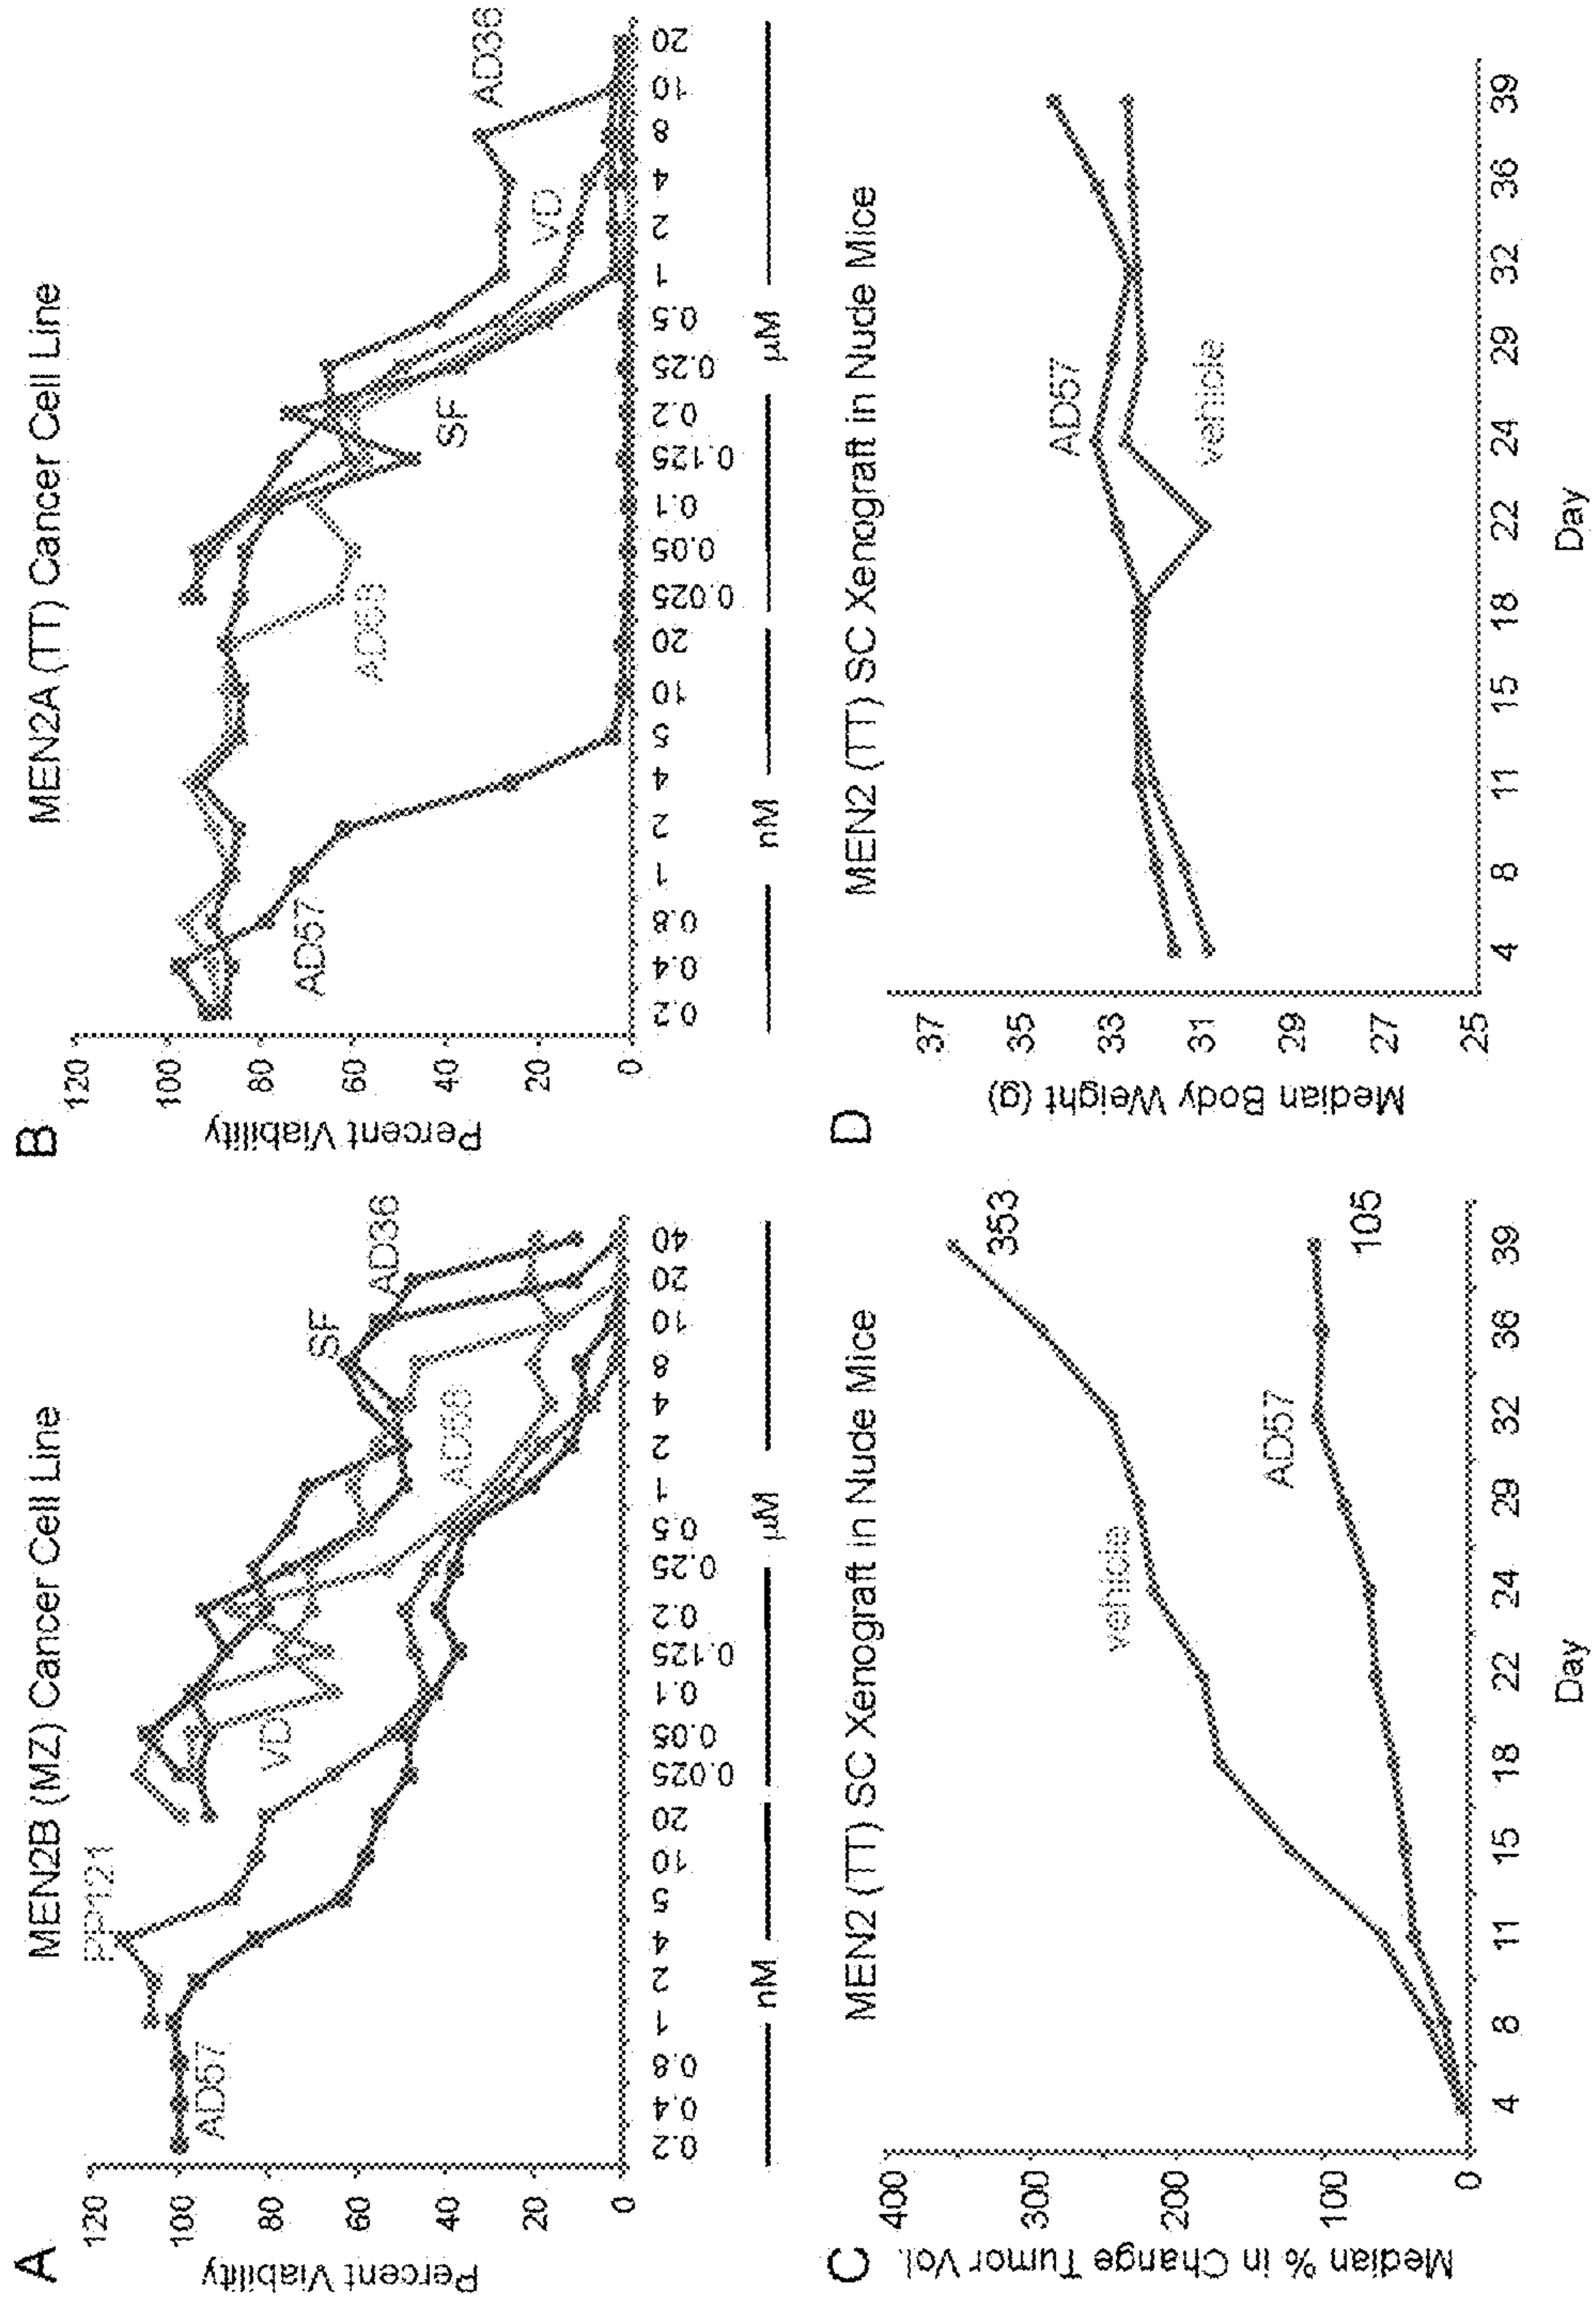 A
MEN2B (MZ) Cancer Cell Line
Percent Viability
120
100
80
60
40
20
0
PP121
AD57
VD
SF
AD36
AD58
0.2 0.4 0.8 1 2 4 5 10 20 0.025 0.05 0.1 0.125 0.2 0.25 0.5 1 2 4 8 10 20 40
nM
μM
B
MEN2A (TT) Cancer Cell Line
Percent Viability
120
100
80
60
40
20
0
AD57
AD58
SF
VD
AD36
0.2 0.4 0.8 1 2 4 5 10 20 0.025 0.05 0.1 0.125 0.2 0.25 0.5 1 2 4 8 10 20
nM
μM
C
MEN2 (TT) SC Xenograft in Nude Mice
Median % in Change Tumor Vol.
400
300
200
100
0
vehicle
353
AD57
105
4 8 11 15 18 22 24 29 32 36 39
Day
D
MEN2 (TT) SC Xenograft in Nude Mice
Median Body Weight (g)
37
35
33
31
29
27
25
AD57
vehicle
4 8 11 15 18 22 24 29 32 36 39
Day